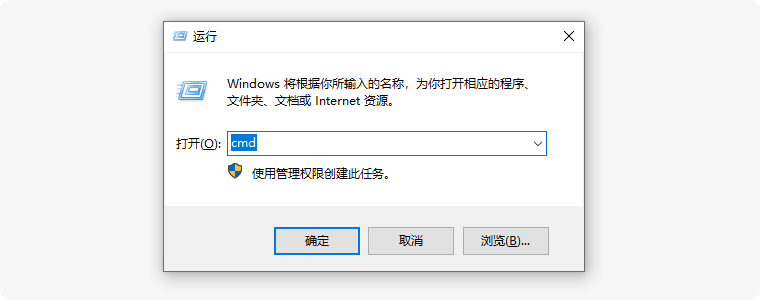 运行
Windows 将根据你所输入的名称，为你打开相应的程序、
文件夹、文档或 Internet 资源。
打开(O): cmd
使用管理权限创建此任务。
确定 取消 浏览(B)...